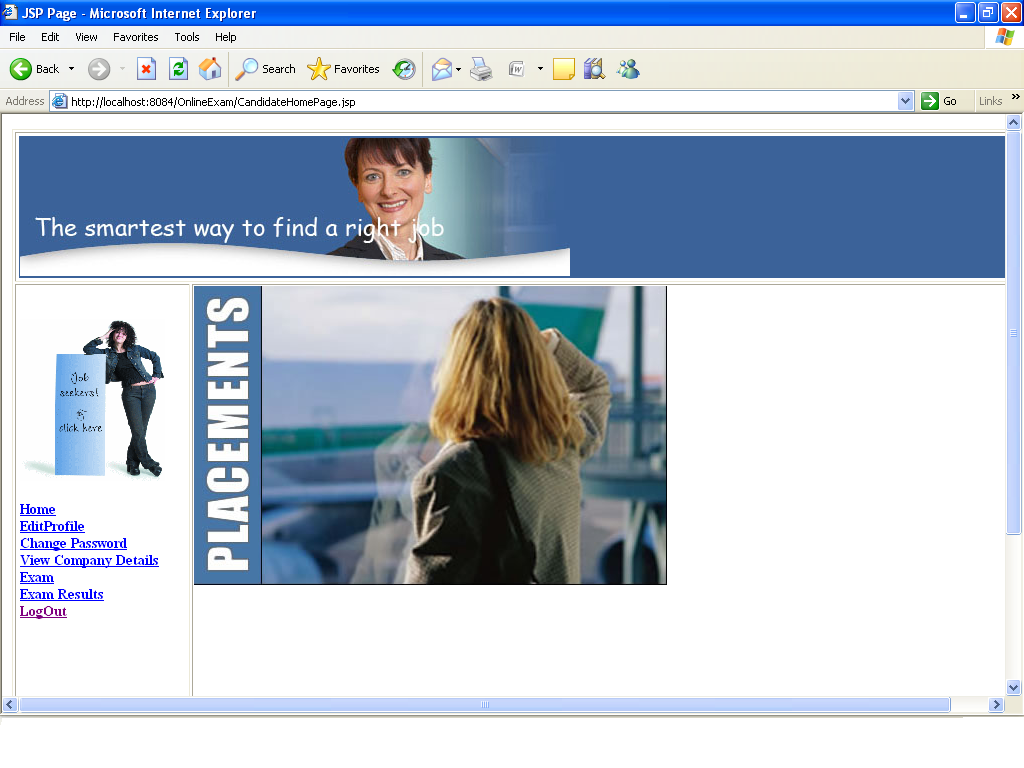 JSP Page - Microsoft Internet Explorer
File Edit View Favorites Tools Help
Back Search Favorites
Address http://localhost:8084/OnlineExam/CandidateHomePage.jsp Go Links »
The smartest way to find a right job
PLACEMENTS
Job
seekers!
click here
Home
EditProfile
Change Password
View Company Details
Exam
Exam Results
LogOut